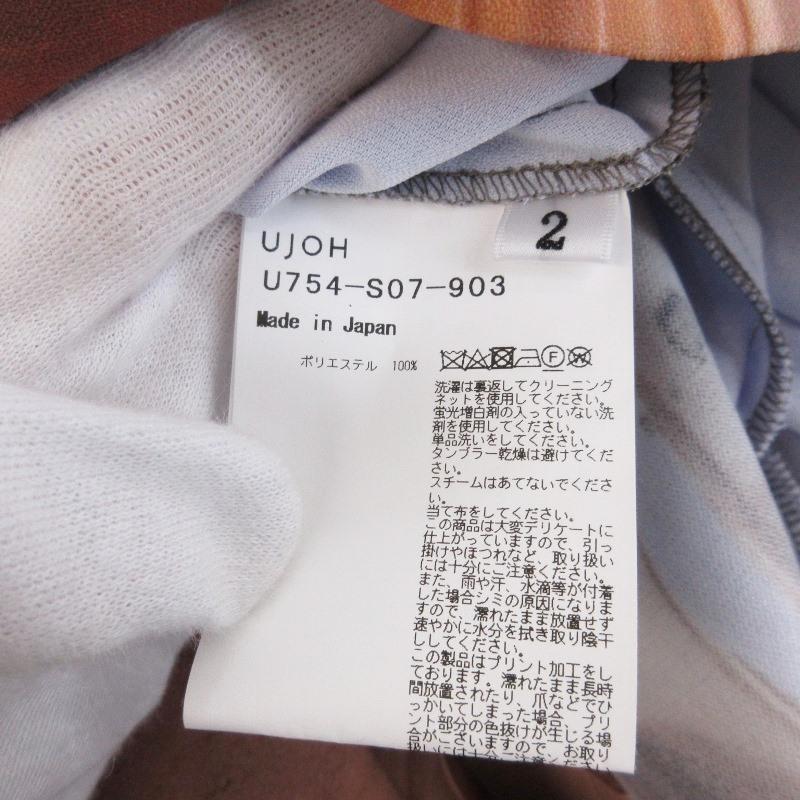 2
UJOH
U754-S07-903
Made in Japan
ポリエステル 100%
F W
洗濯は裏返してクリーニング
ネットを使用してください。
蛍光増白剤の入っていない洗
剤を使用してください。
単品洗いをしてください。
タンブラー乾燥は避けてくだ
さい。
スチームはあてないでくださ
い。
当て布をしてください。
この商品は大変デリケートに
仕上がっていますので、引っ
掛けやほつれなど、取り扱い
には十分にご注意ください。
また、雨や汗、水滴等が付着
した場合シミの原因になりま
すので、濡れたまま放置せず
速やかに水分を拭き取り陰干
ししてください。
この製品はプリント加工をし
ております。濡れたまま長時
間放置されたり、爪などでひ
っかいてしまった場合、プリ
ント部分の色抜けが生じる場
合がございますので、お取り
扱いには十分ご注意ください